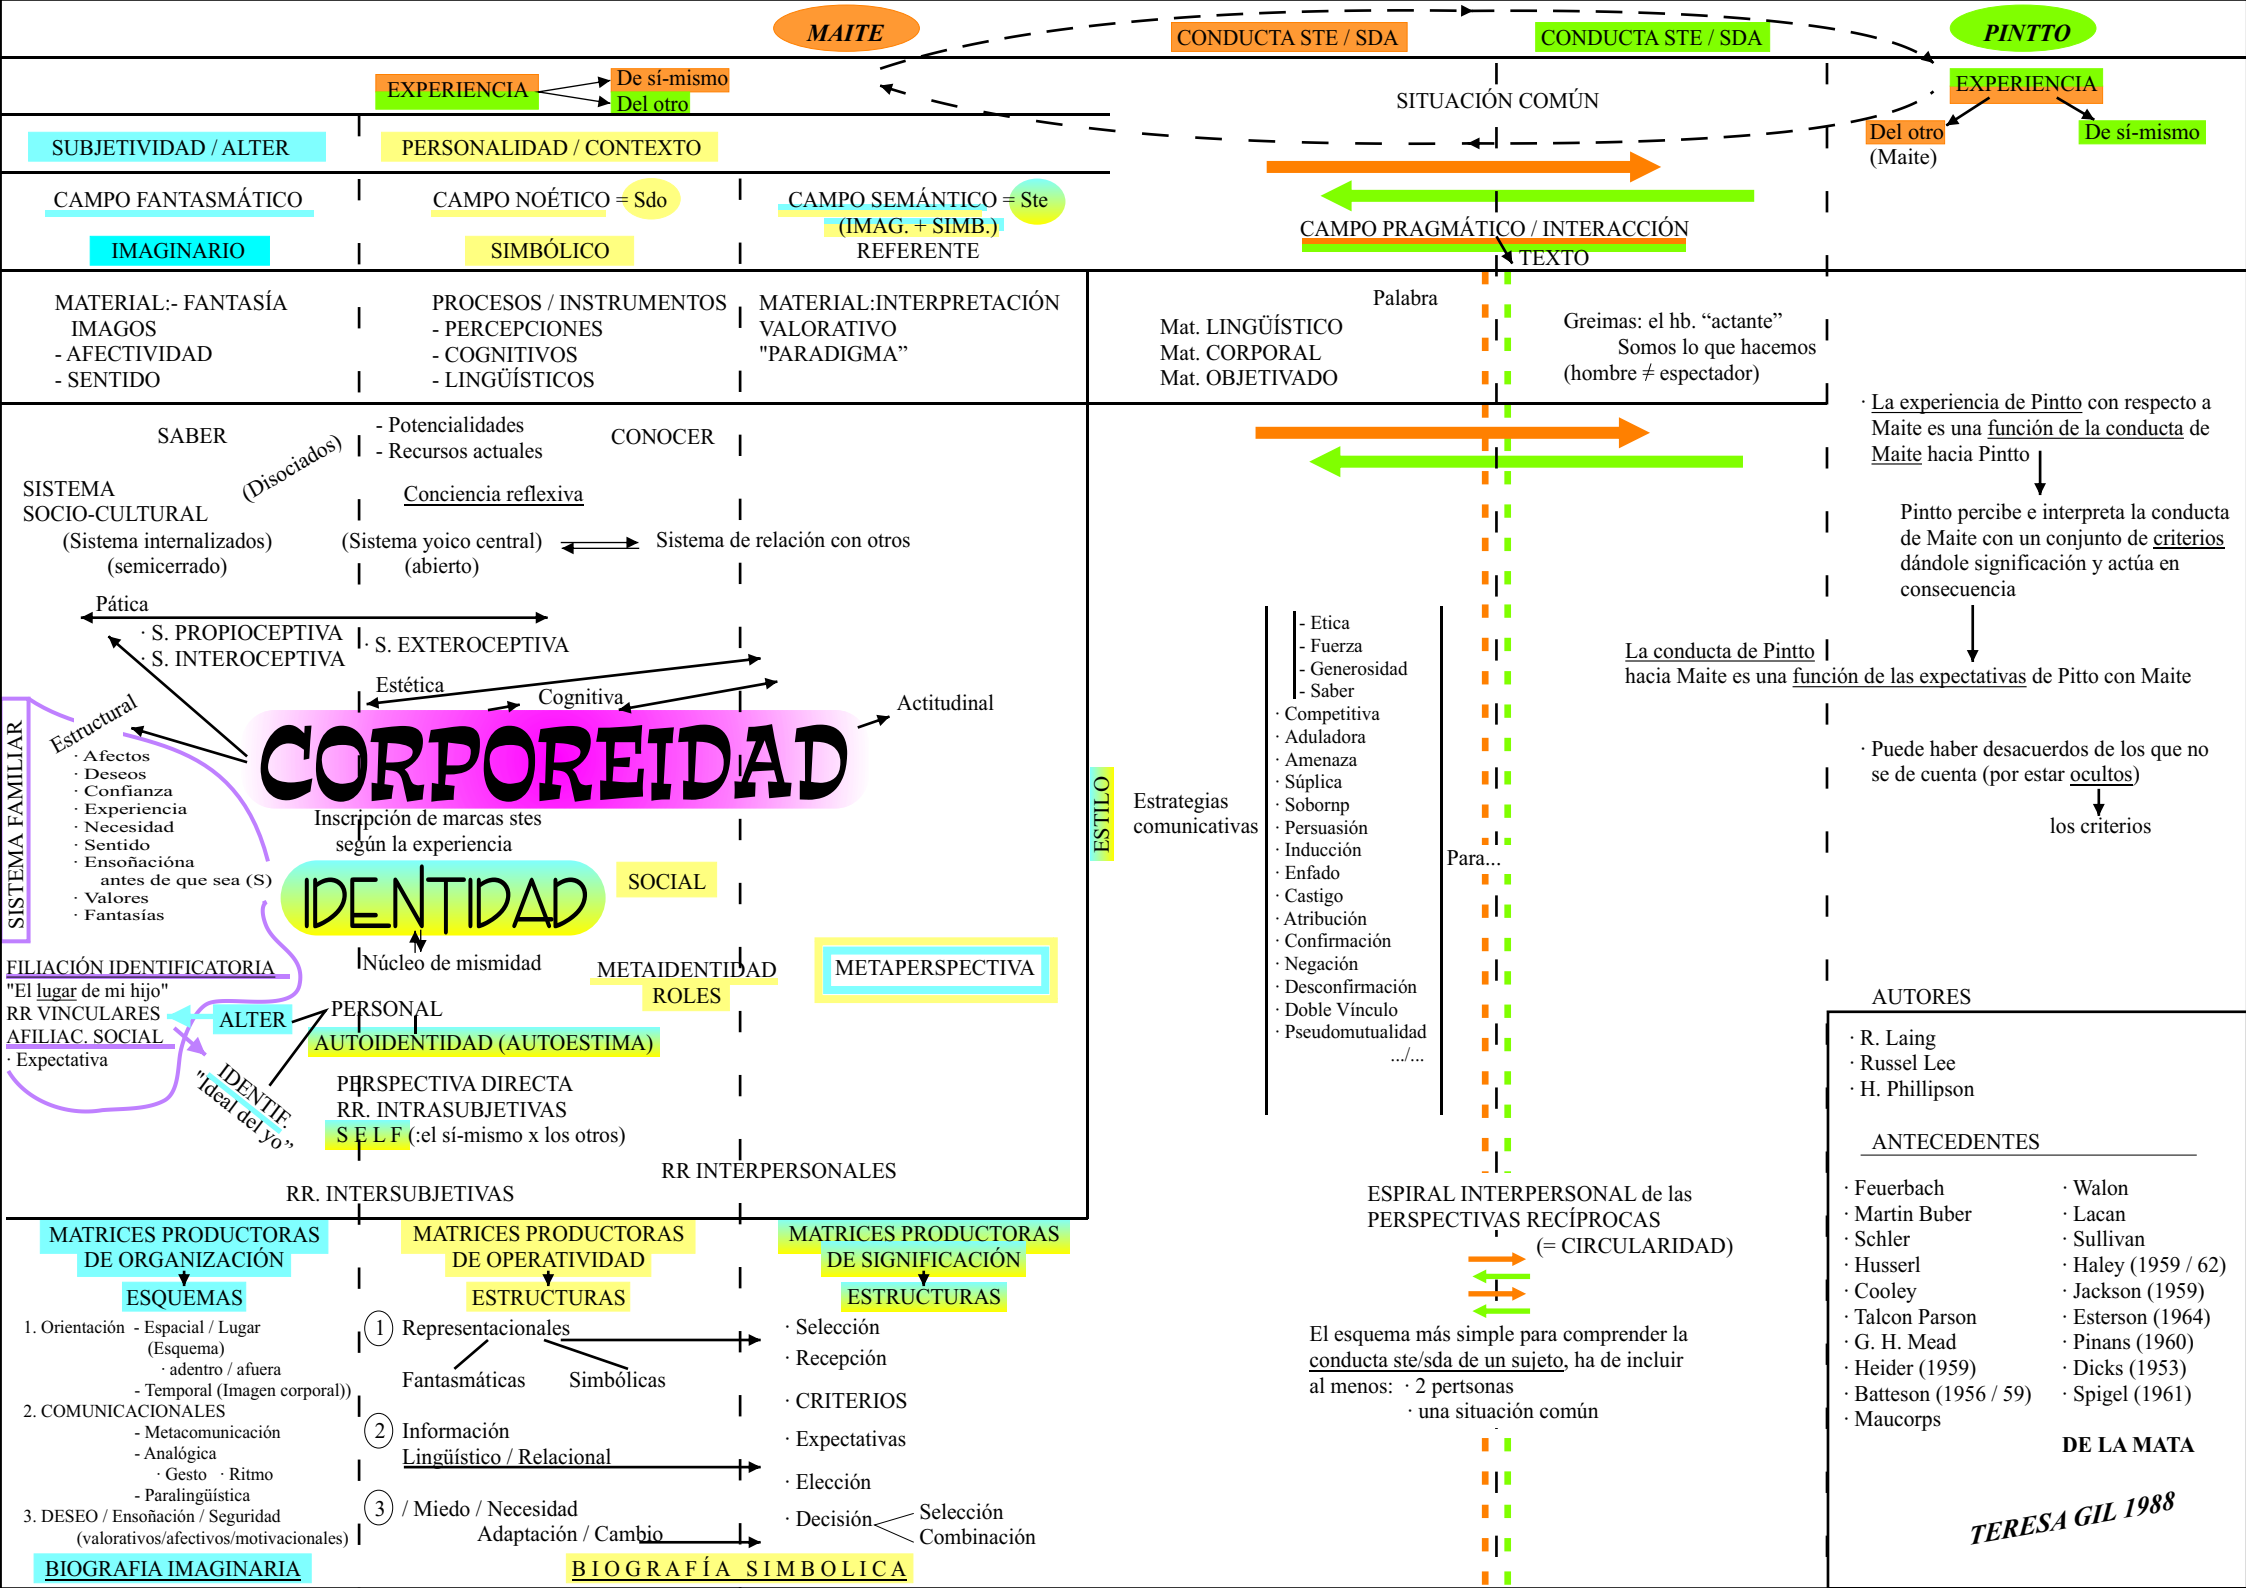 MAITE
CONDUCTA STE / SDA
CONDUCTA STE / SDA
PINTTO
EXPERIENCIA
De sí-mismo
Del otro
SITUACIÓN COMÚN
EXPERIENCIA
Del otro
(Maite)
De sí-mismo
SUBJETIVIDAD / ALTER
PERSONALIDAD / CONTEXTO
CAMPO FANTASMÁTICO
IMAGINARIO
CAMPO NOÉTICO = Sdo
SIMBÓLICO
CAMPO SEMÁNTICO = Ste
(IMAG. + SIMB.)
REFERENTE
CAMPO PRAGMÁTICO / INTERACCIÓN
TEXTO
MATERIAL:- FANTASÍA
IMAGOS
- AFECTIVIDAD
- SENTIDO
PROCESOS / INSTRUMENTOS
- PERCEPCIONES
- COGNITIVOS
- LINGÜÍSTICOS
MATERIAL:INTERPRETACIÓN
VALORATIVO
"PARADIGMA”
Palabra
Mat. LINGÜÍSTICO
Mat. CORPORAL
Mat. OBJETIVADO
Greimas: el hb. “actante”
Somos lo que hacemos
(hombre ≠ espectador)
SABER
(Disociados)
- Potencialidades
- Recursos actuales
CONOCER
SISTEMA
SOCIO-CULTURAL
(Sistema internalizados)
(semicerrado)
Conciencia reflexiva
(Sistema yoico central)
(abierto)
Sistema de relación con otros
Pática
· S. PROPIOCEPTIVA
· S. INTEROCEPTIVA
· S. EXTEROCEPTIVA
Estética
Cognitiva
Actitudinal
Estructural
CORPOREIDAD
Inscripción de marcas stes
según la experiencia
SISTEMA FAMILIAR
· Afectos
· Deseos
· Confianza
· Experiencia
· Necesidad
· Sentido
· Ensoñacióna
antes de que sea (S)
· Valores
· Fantasías
IDENTIDAD
SOCIAL
Núcleo de mismidad
METAIDENTIDAD
ROLES
METAPERSPECTIVA
FILIACIÓN IDENTIFICATORIA
"El lugar de mi hijo"
RR VINCULARES
AFILIAC. SOCIAL
· Expectativa
ALTER
PERSONAL
AUTOIDENTIDAD (AUTOESTIMA)
IDENTIF.
"Ideal del yo”
PERSPECTIVA DIRECTA
RR. INTRASUBJETIVAS
S E L F (:el sí-mismo x los otros)
RR INTERPERSONALES
RR. INTERSUBJETIVAS
ESTILO
Estrategias
comunicativas
- Etica
- Fuerza
- Generosidad
- Saber
· Competitiva
· Aduladora
· Amenaza
· Súplica
· Sobornp
· Persuasión
· Inducción
· Enfado
· Castigo
· Atribución
· Confirmación
· Negación
· Desconfirmación
· Doble Vínculo
· Pseudomutualidad
.../...
Para...
· La experiencia de Pintto con respecto a
Maite es una función de la conducta de
Maite hacia Pintto
Pintto percibe e interpreta la conducta
de Maite con un conjunto de criterios
dándole significación y actúa en
consecuencia
La conducta de Pintto
hacia Maite es una función de las expectativas de Pitto con Maite
· Puede haber desacuerdos de los que no
se de cuenta (por estar ocultos)
los criterios
MATRICES PRODUCTORAS
DE ORGANIZACIÓN
ESQUEMAS
1. Orientación - Espacial / Lugar
(Esquema)
· adentro / afuera
- Temporal (Imagen corporal))
2. COMUNICACIONALES
- Metacomunicación
- Analógica
· Gesto · Ritmo
- Paralingüística
3. DESEO / Ensoñación / Seguridad
(valorativos/afectivos/motivacionales)
BIOGRAFIA IMAGINARIA
MATRICES PRODUCTORAS
DE OPERATIVIDAD
ESTRUCTURAS
1 Representacionales
Fantasmáticas
Simbólicas
2 Información
Lingüístico / Relacional
3 / Miedo / Necesidad
Adaptación / Cambio
BIOGRAFÍA SIMBOLICA
MATRICES PRODUCTORAS
DE SIGNIFICACIÓN
ESTRUCTURAS
· Selección
· Recepción
· CRITERIOS
· Expectativas
· Elección
· Decisión
Selección
Combinación
ESPIRAL INTERPERSONAL de las
PERSPECTIVAS RECÍPROCAS
(= CIRCULARIDAD)
El esquema más simple para comprender la
conducta ste/sda de un sujeto, ha de incluir
al menos: · 2 pertsonas
· una situación común
AUTORES
· R. Laing
· Russel Lee
· H. Phillipson
ANTECEDENTES
· Feuerbach
· Martin Buber
· Schler
· Husserl
· Cooley
· Talcon Parson
· G. H. Mead
· Heider (1959)
· Batteson (1956 / 59)
· Maucorps
· Walon
· Lacan
· Sullivan
· Haley (1959 / 62)
· Jackson (1959)
· Esterson (1964)
· Pinans (1960)
· Dicks (1953)
· Spigel (1961)
DE LA MATA
TERESA GIL 1988